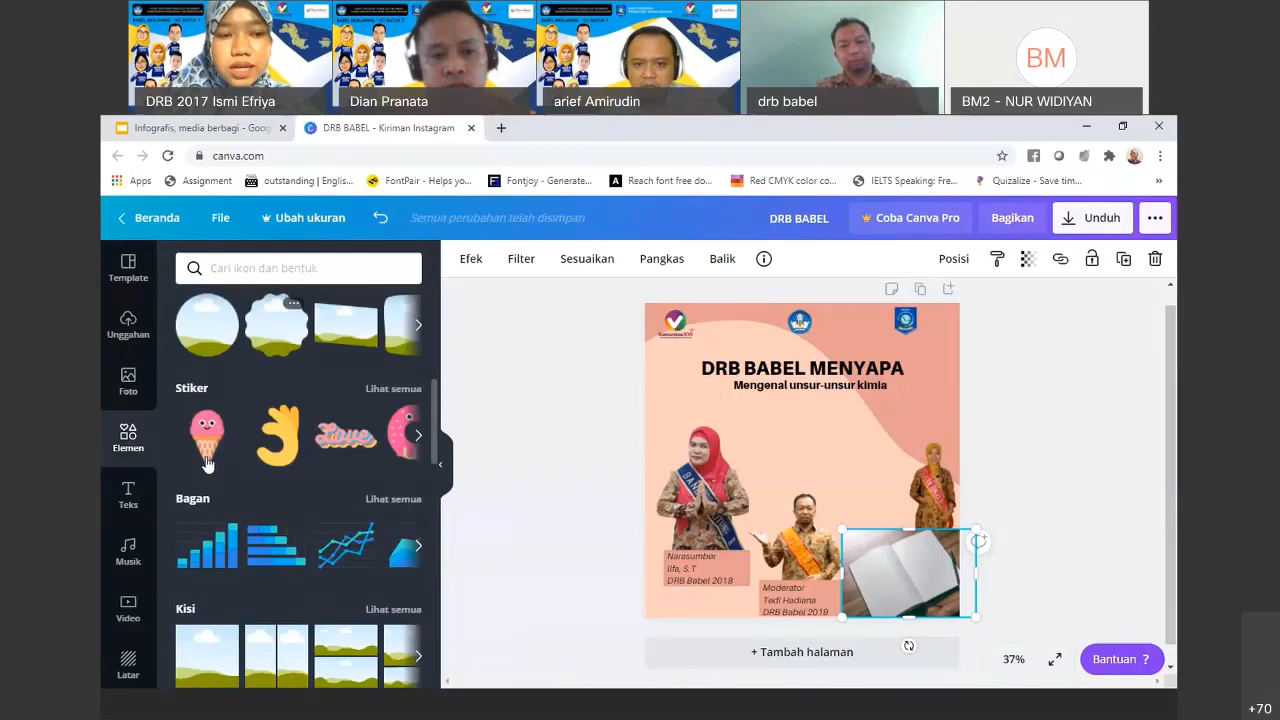 DRB 2017 Ismi Efriya
Dian Pranata
arief Amirudin
drb babel
BM
BM2 - NUR WIDIYAN
Infografis, media berbagi - Goog
DRB BABEL - Kiriman Instagram
canva.com
Apps
Assignment
outstanding | Englis...
FontPair - Helps yo...
Fontjoy - Generate...
Reach font free do...
Red CMYK color co...
IELTS Speaking: Fre...
Quizalize - Save tim...
»
Beranda
File
Ubah ukuran
Semua perubahan telah disimpan
DRB BABEL
Coba Canva Pro
Bagikan
Unduh
Template
Unggahan
Foto
Elemen
Teks
Musik
Video
Latar
Cari ikon dan bentuk
Stiker
Lihat semua
Love
Bagan
Lihat semua
Kisi
Lihat semua
Efek
Filter
Sesuaikan
Pangkas
Balik
Posisi
Komunitas XVI
DRB BABEL MENYAPA
Mengenal unsur-unsur kimia
Narasumber
Ilfa, S.T
DRB Babel 2018
Moderator
Tedi Hadiana
DRB Babel 2019
+ Tambah halaman
37%
Bantuan ?
+70